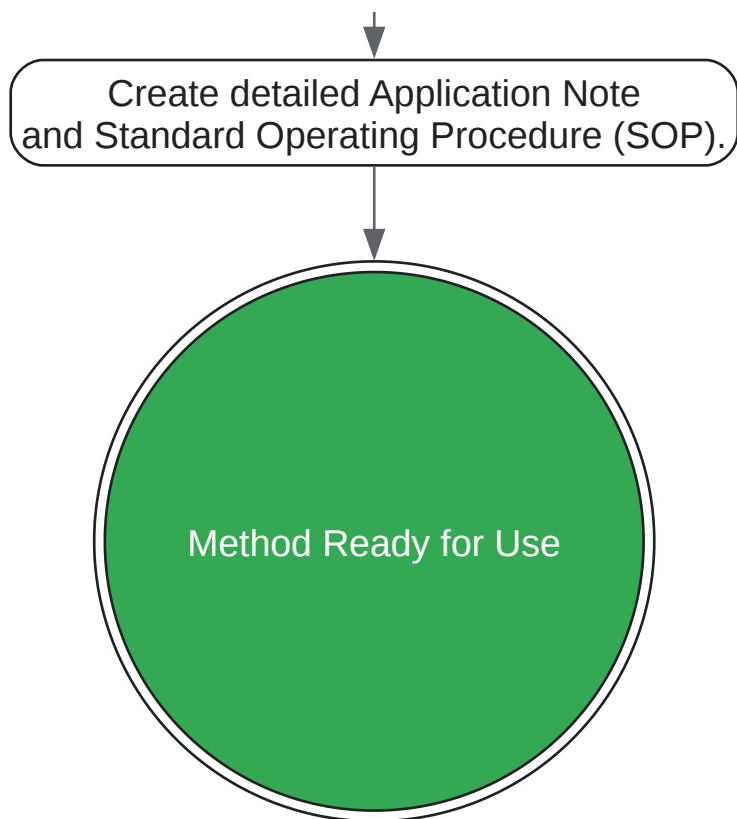 Create detailed Application Note
and Standard Operating Procedure (SOP).
Method Ready for Use